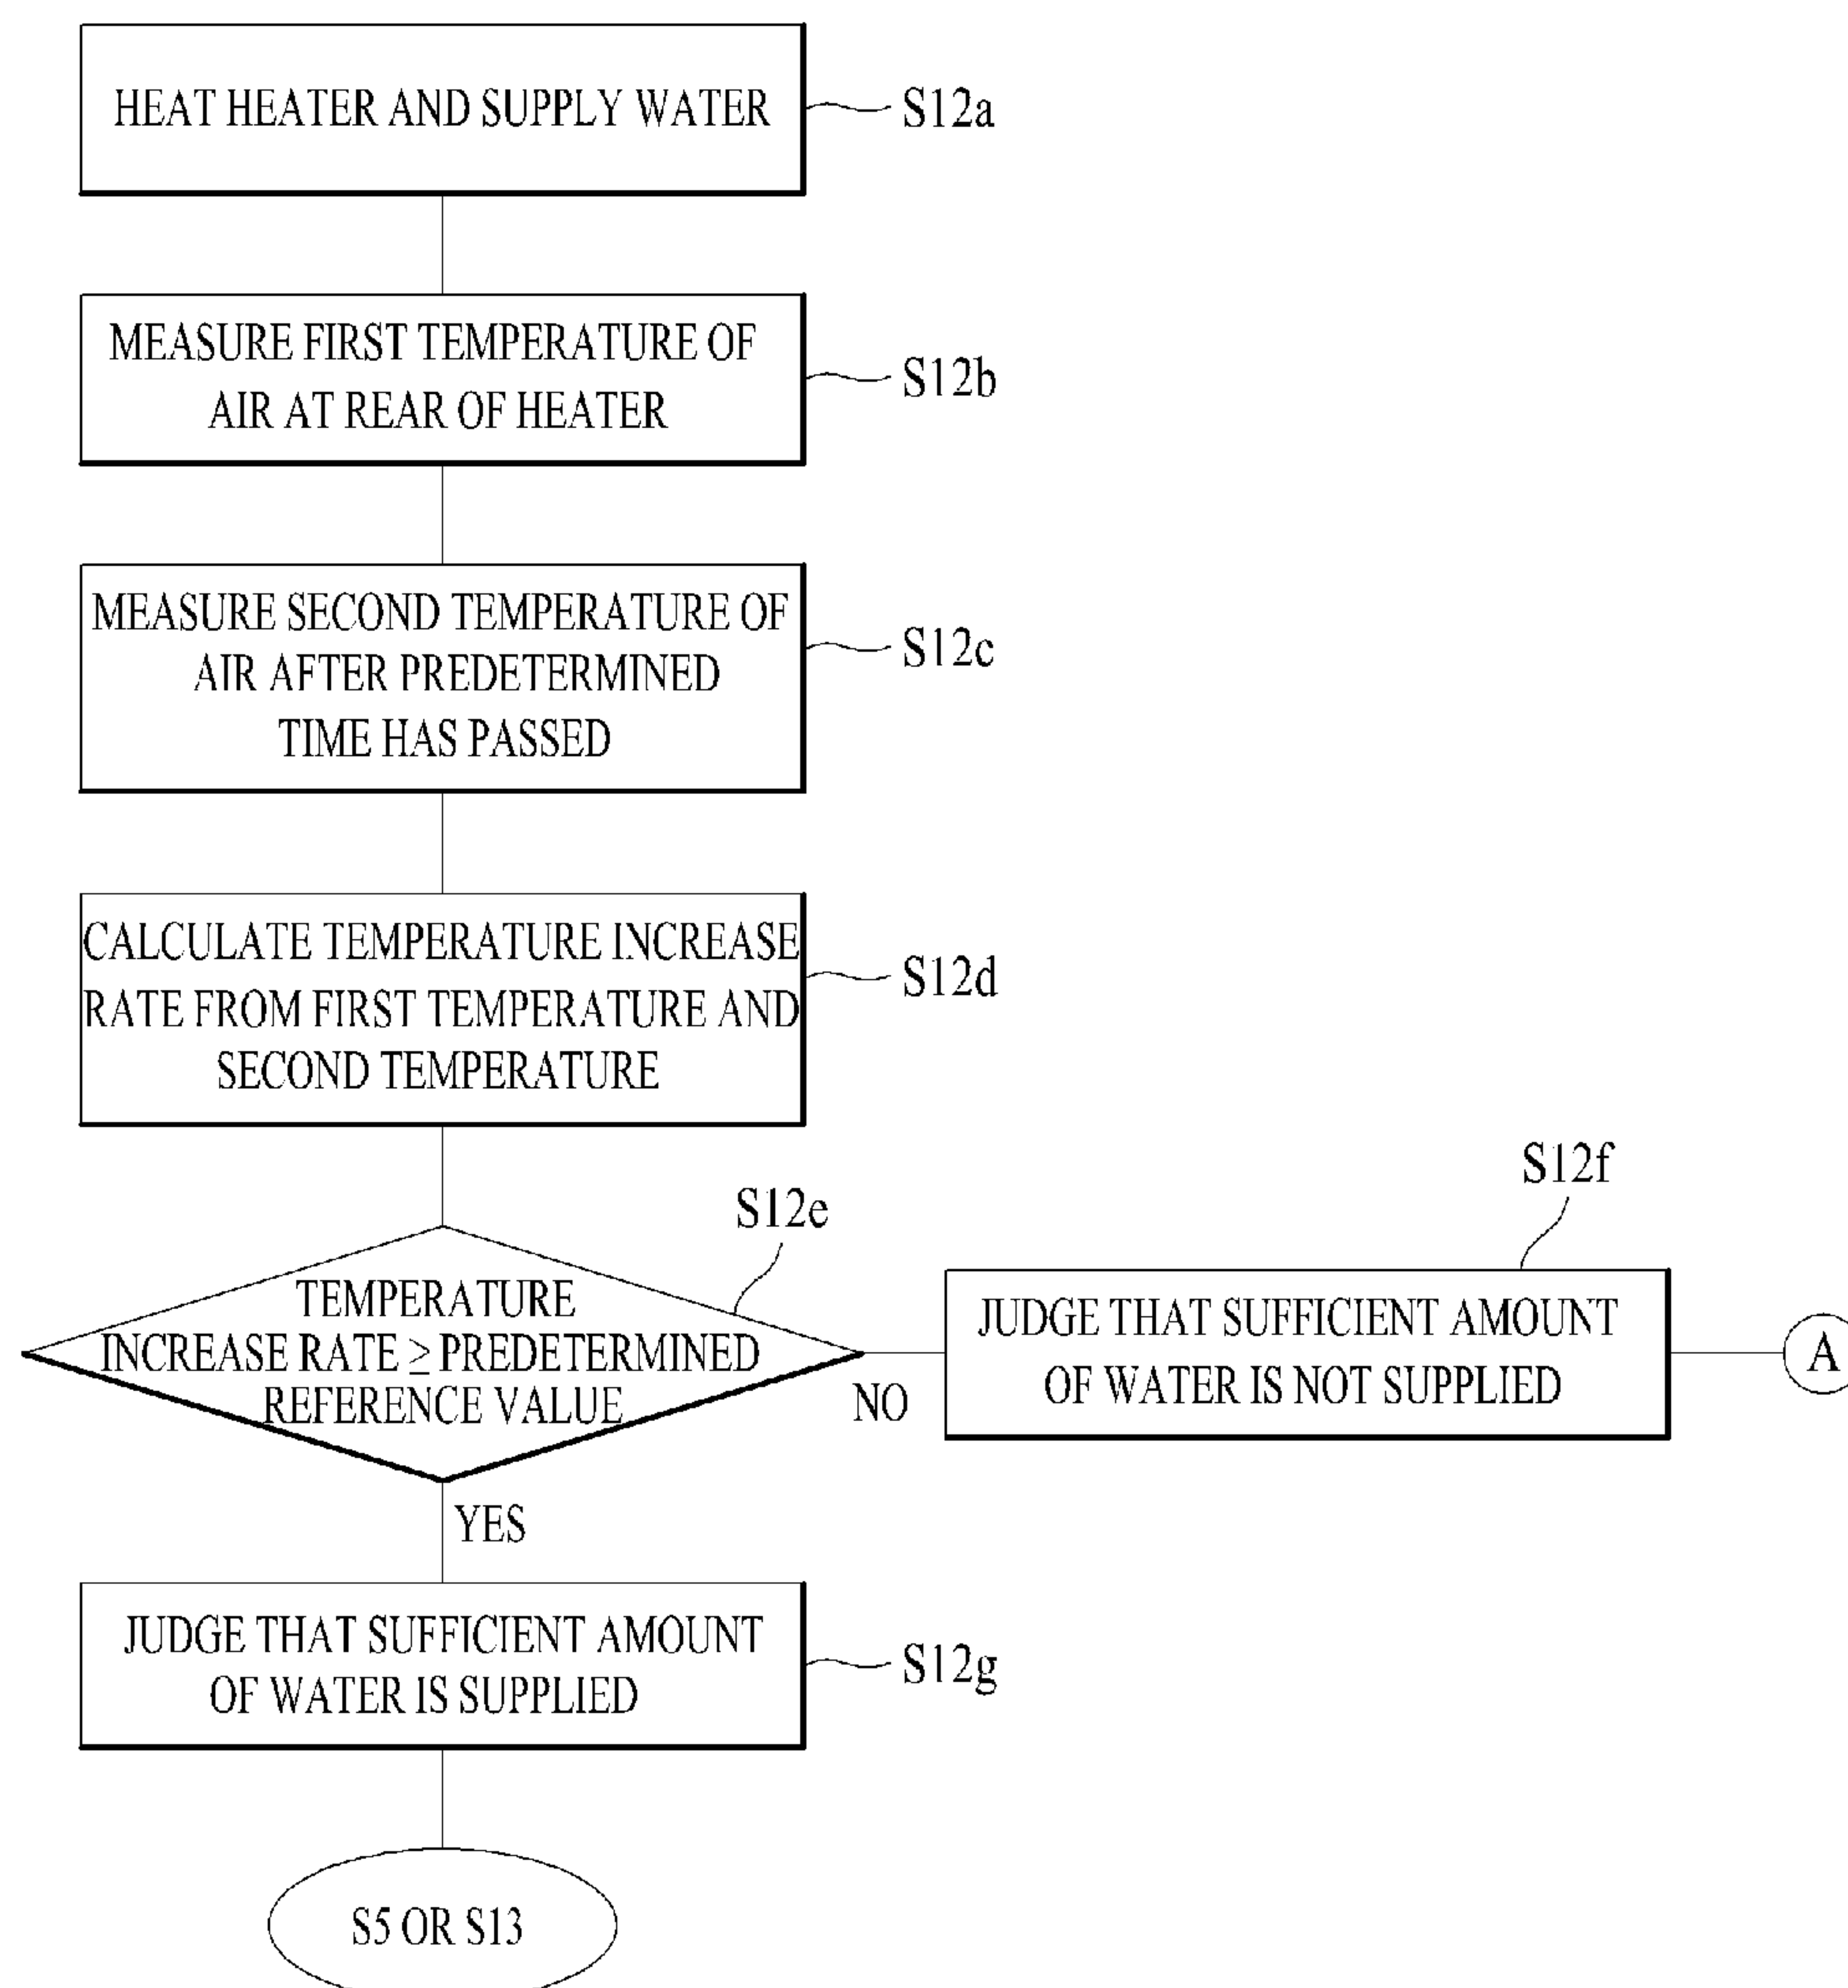 HEAT HEATER AND SUPPLY WATER
S12a
MEASURE FIRST TEMPERATURE OF
AIR AT REAR OF HEATER
S12b
MEASURE SECOND TEMPERATURE OF
AIR AFTER PREDETERMINED
TIME HAS PASSED
S12c
CALCULATE TEMPERATURE INCREASE
RATE FROM FIRST TEMPERATURE AND
SECOND TEMPERATURE
S12d
S12e
TEMPERATURE
INCREASE RATE ≥ PREDETERMINED
REFERENCE VALUE
NO
S12f
JUDGE THAT SUFFICIENT AMOUNT
OF WATER IS NOT SUPPLIED
A
YES
JUDGE THAT SUFFICIENT AMOUNT
OF WATER IS SUPPLIED
S12g
S5 OR S13